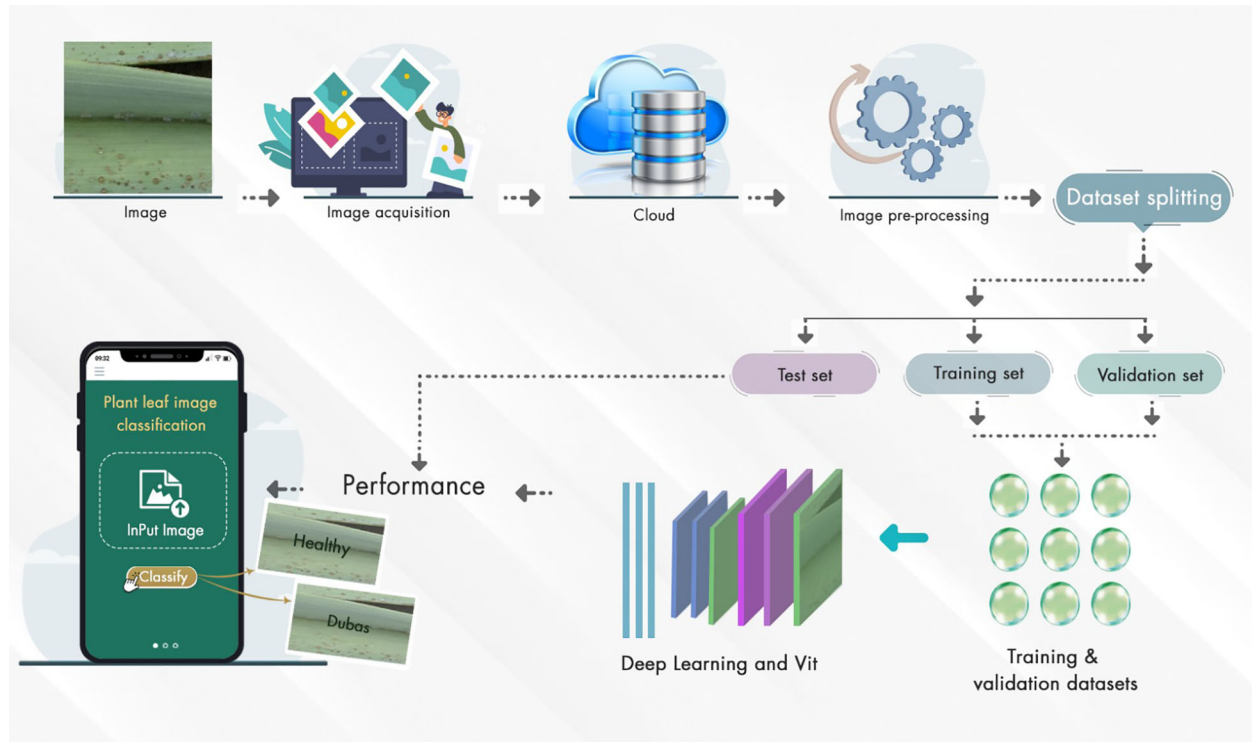 Image
Image acquisition
Cloud
Image pre-processing
Dataset splitting
Test set
Training set
Validation set
09:32
Plant leaf image
classification
InPut Image
Classify
Healthy
Dubas
Performance
Deep Learning and Vit
Training &
validation datasets